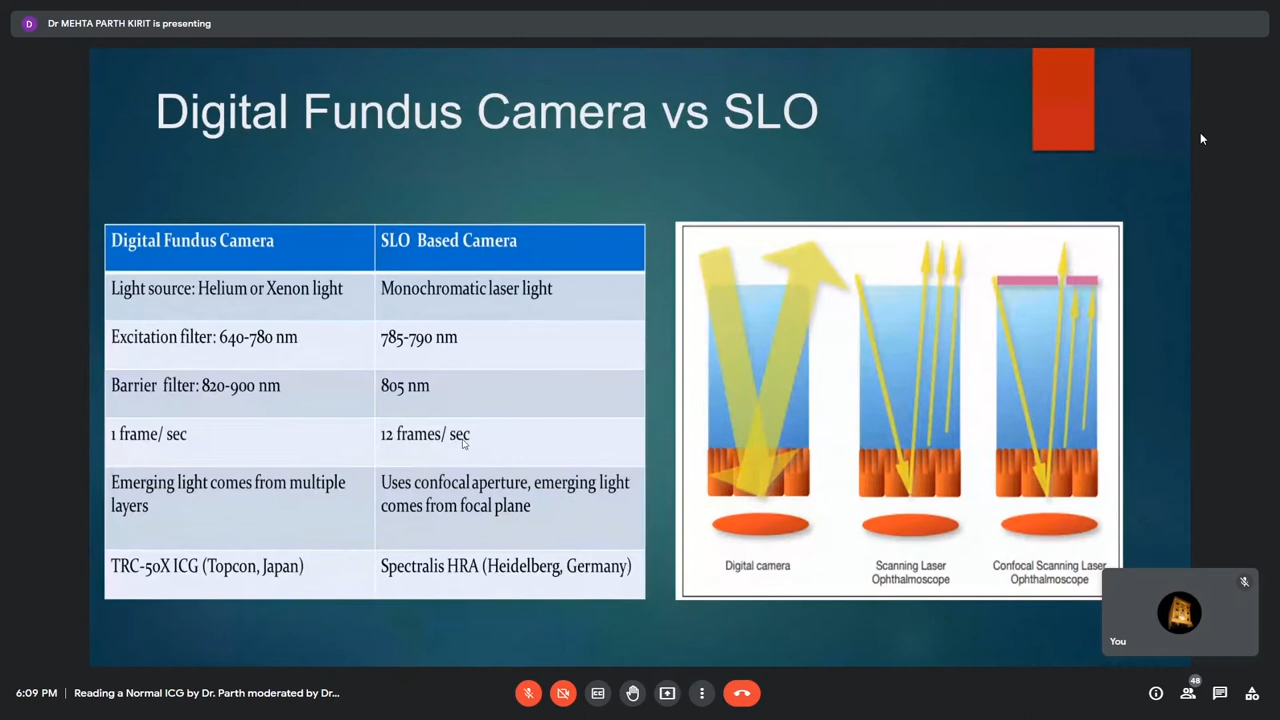 D
Dr MEHTA PARTH KIRIT is presenting
Digital Fundus Camera vs SLO
Digital Fundus Camera
SLO Based Camera
Light source: Helium or Xenon light
Monochromatic laser light
Excitation filter: 640-780 nm
785-790 nm
Barrier filter: 820-900 nm
805 nm
1 frame/ sec
12 frames/ sec
Emerging light comes from multiple
layers
Uses confocal aperture, emerging light
comes from focal plane
TRC-50X ICG (Topcon, Japan)
Spectralis HRA (Heidelberg, Germany)
Digital camera
Scanning Laser
Ophthalmoscope
Confocal Scanning Laser
Ophthalmoscope
You
6:09 PM | Reading a Normal ICG by Dr. Parth moderated by Dr...
CC
48